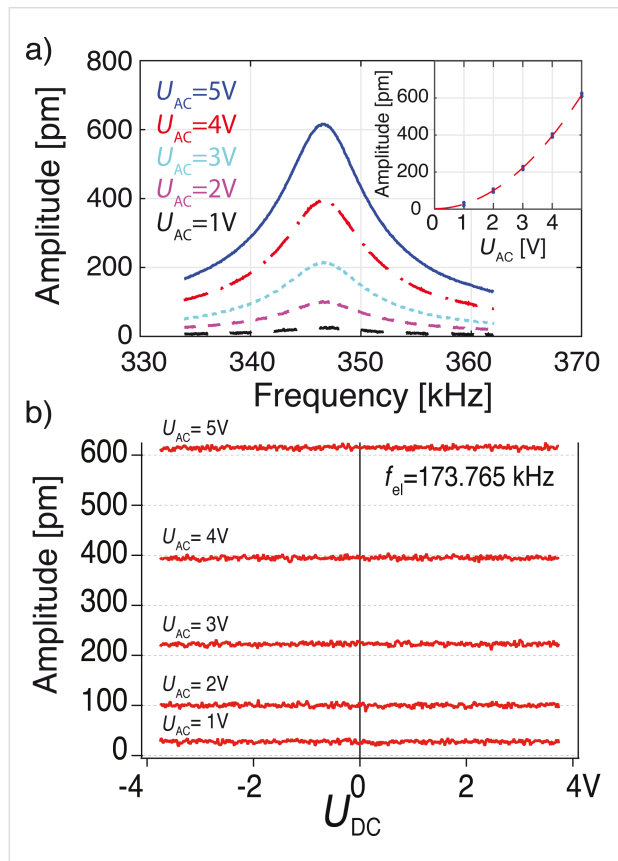 a)
800
600
400
200
0
Amplitude [pm]
U_AC=5V
U_AC=4V
U_AC=3V
U_AC=2V
U_AC=1V
330 340 350 360 370
Frequency [kHz]
Amplitude [pm]
600
400
200
0
0 1 2 3 4
U_AC [V]
b)
600
500
400
300
200
100
0
Amplitude [pm]
U_AC= 5V
f_el=173.765 kHz
U_AC= 4V
U_AC= 3V
U_AC= 2V
U_AC= 1V
-4 -2 0 2 4V
U_DC